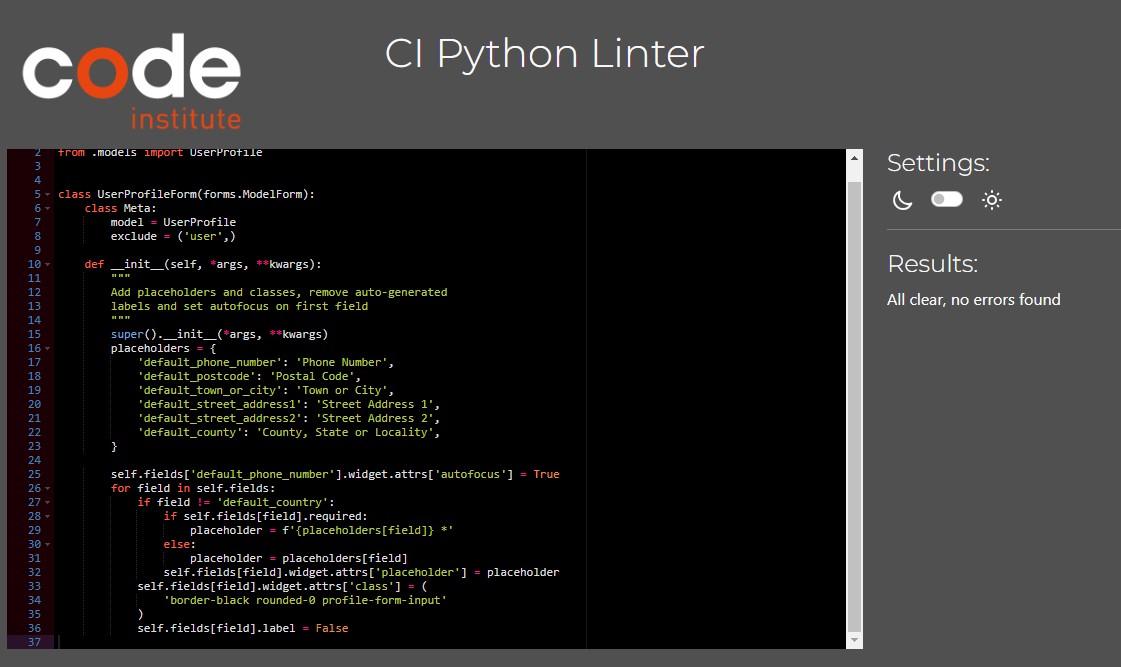 code
institute
CI Python Linter
2 from .models import UserProfile
3
4
5 class UserProfileForm(forms.ModelForm):
6     class Meta:
7         model = UserProfile
8         exclude = ('user',)
9
10     def __init__(self, *args, **kwargs):
11         """
12         Add placeholders and classes, remove auto-generated
13         labels and set autofocus on first field
14         """
15         super().__init__(*args, **kwargs)
16         placeholders = {
17             'default_phone_number': 'Phone Number',
18             'default_postcode': 'Postal Code',
19             'default_town_or_city': 'Town or City',
20             'default_street_address1': 'Street Address 1',
21             'default_street_address2': 'Street Address 2',
22             'default_county': 'County, State or Locality',
23         }
24
25         self.fields['default_phone_number'].widget.attrs['autofocus'] = True
26         for field in self.fields:
27             if field != 'default_country':
28                 if self.fields[field].required:
29                     placeholder = f'{placeholders[field]} *'
30                 else:
31                     placeholder = placeholders[field]
32                 self.fields[field].widget.attrs['placeholder'] = placeholder
33             self.fields[field].widget.attrs['class'] = (
34                 'border-black rounded-0 profile-form-input'
35             )
36             self.fields[field].label = False
37
Settings:
Results:
All clear, no errors found